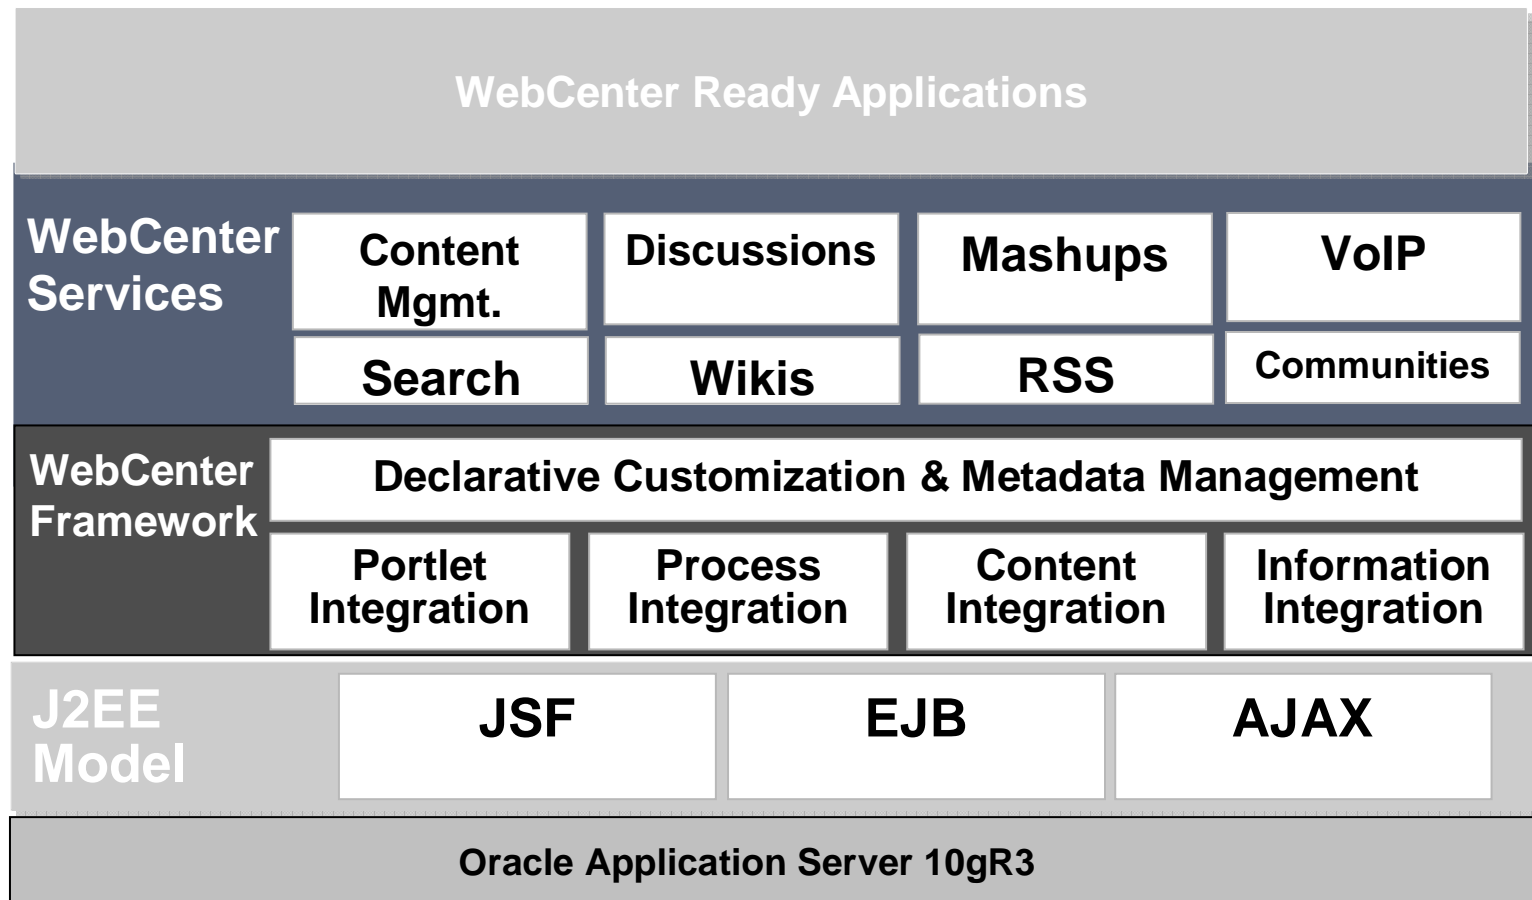 WebCenter Ready Applications
WebCenter
Services
Content
Mgmt.
Discussions
Mashups
VoIP
Search
Wikis
RSS
Communities
WebCenter
Framework
Declarative Customization & Metadata Management
Portlet
Integration
Process
Integration
Content
Integration
Information
Integration
J2EE
Model
JSF
EJB
AJAX
Oracle Application Server 10gR3